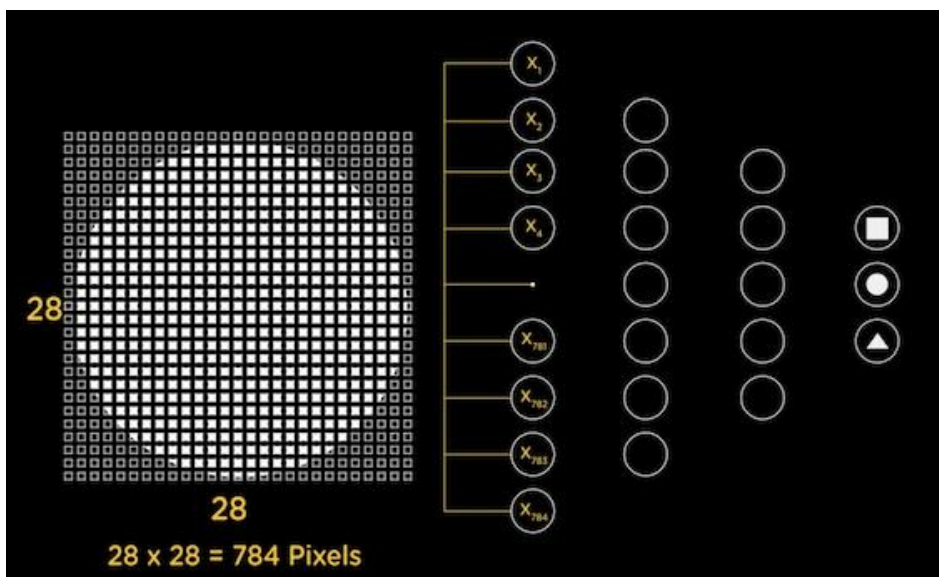 28
28
28 x 28 = 784 Pixels
X₁
X₂
X₃
X₄
X₇₈₁
X₇₈₂
X₇₈₃
X₇₈₄